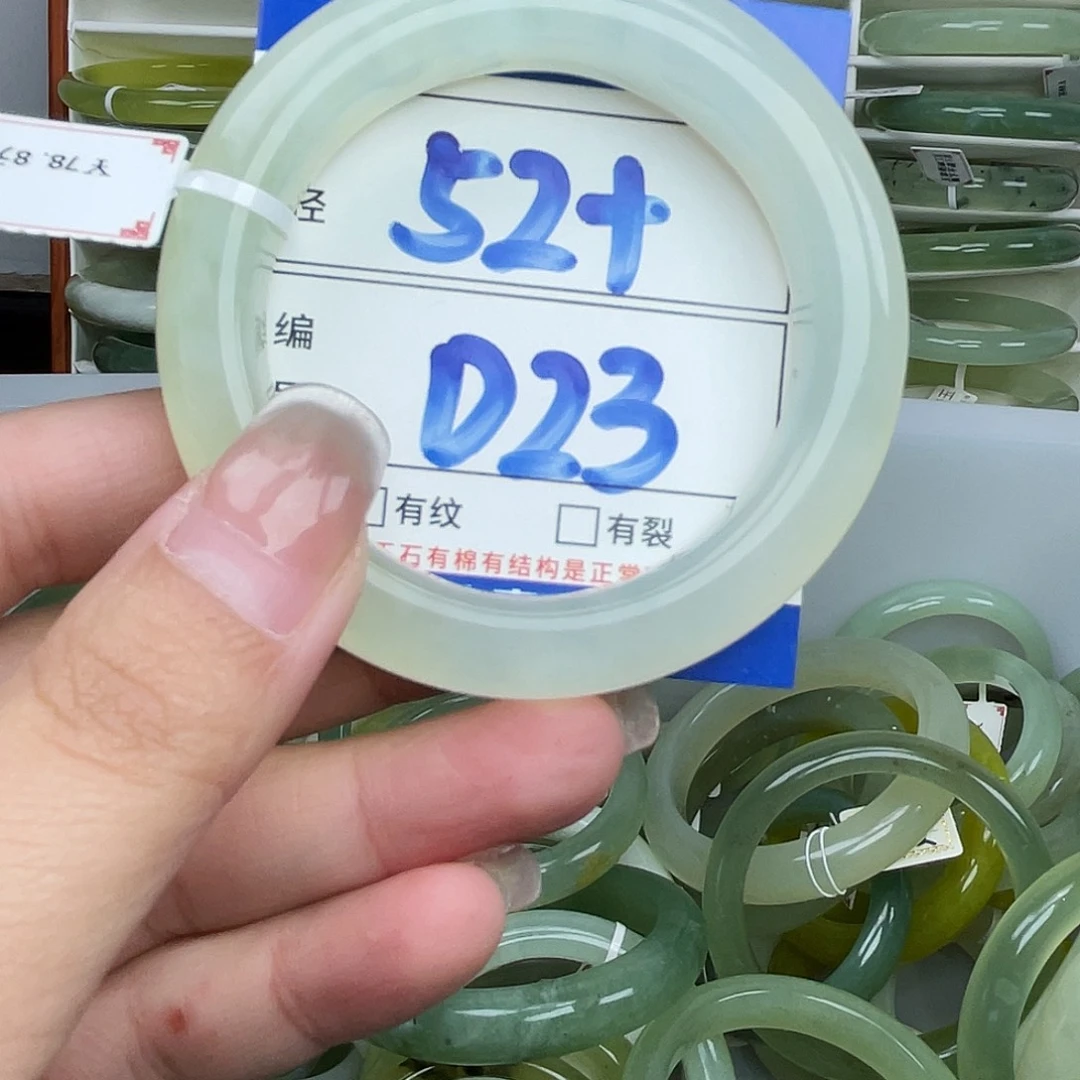 径 52+
编 D23
有纹 有裂
石有棉有结构是正常
¥78.8